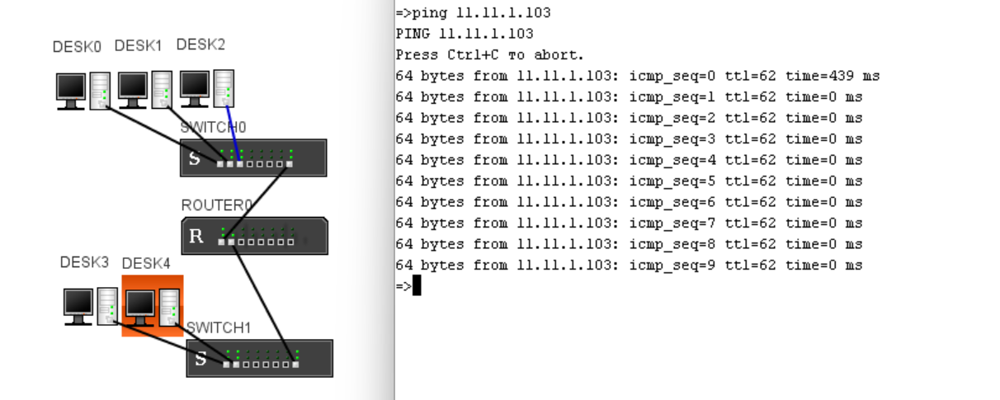 DESK0 DESK1 DESK2
SWITCH0
S
ROUTER0
R
DESK3 DESK4
SWITCH1
S
=>ping 11.11.1.103
PING 11.11.1.103
Press Ctrl+C to abort.
64 bytes from 11.11.1.103: icmp_seq=0 ttl=62 time=439 ms
64 bytes from 11.11.1.103: icmp_seq=1 ttl=62 time=0 ms
64 bytes from 11.11.1.103: icmp_seq=2 ttl=62 time=0 ms
64 bytes from 11.11.1.103: icmp_seq=3 ttl=62 time=0 ms
64 bytes from 11.11.1.103: icmp_seq=4 ttl=62 time=0 ms
64 bytes from 11.11.1.103: icmp_seq=5 ttl=62 time=0 ms
64 bytes from 11.11.1.103: icmp_seq=6 ttl=62 time=0 ms
64 bytes from 11.11.1.103: icmp_seq=7 ttl=62 time=0 ms
64 bytes from 11.11.1.103: icmp_seq=8 ttl=62 time=0 ms
64 bytes from 11.11.1.103: icmp_seq=9 ttl=62 time=0 ms
=>